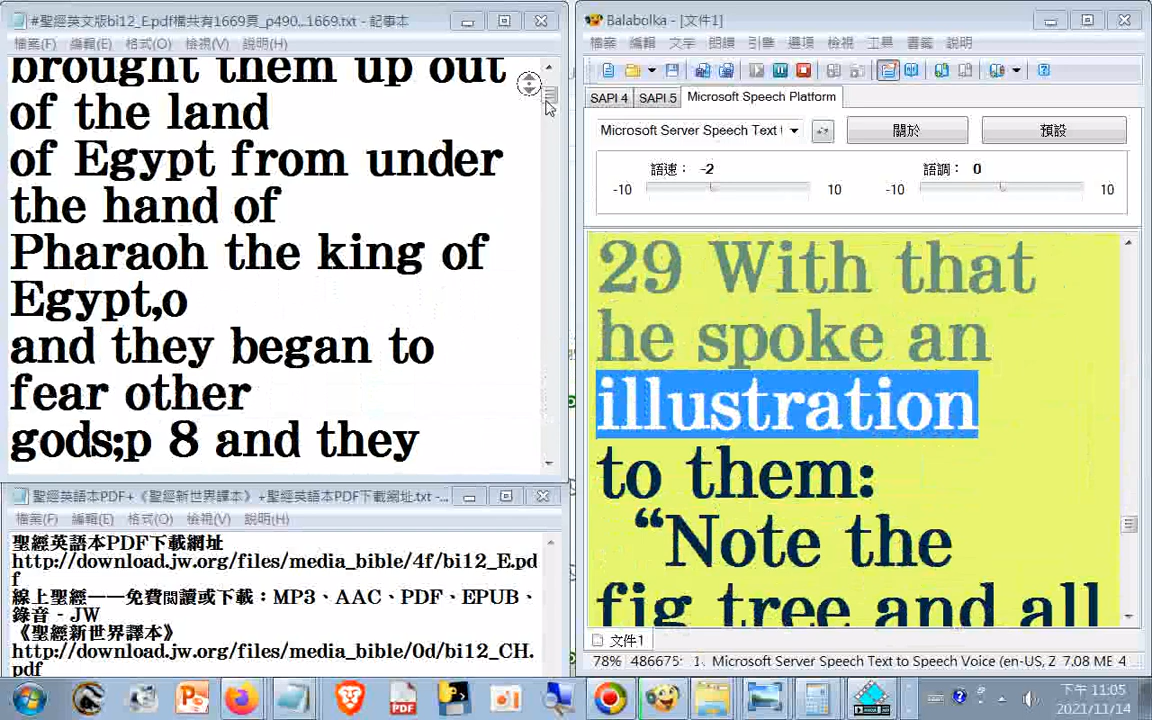 #聖經英文版bi12_E.pdf檔共有1669頁_p490,..1669.txt - 記事本
檔案(F) 編輯(E) 格式(O) 檢視(V) 說明(H)
brought them up out
of the land
of Egypt from under
the hand of
Pharaoh the king of
Egypt,o
and they began to
fear other
gods;p 8 and they
聖經英語本PDF+《聖經新世界譯本》+聖經英語本PDF下載網址.txt -...
檔案(F) 編輯(E) 格式(O) 檢視(V) 說明(H)
聖經英語本PDF下載網址
http://download.jw.org/files/media_bible/4f/bi12_E.pd
f
線上聖經——免費閱讀或下載：MP3、AAC、PDF、EPUB、
錄音 - JW
《聖經新世界譯本》
http://download.jw.org/files/media_bible/0d/bi12_CH.
pdf
Balabolka - [文件1]
檔案 編輯 文字 朗讀 引擎 選項 檢視 工具 書籤 說明
SAPI 4 SAPI 5 Microsoft Speech Platform
Microsoft Server Speech Text 關於 預設
語速： -2 語調： 0
-10 10 -10 10
29 With that
he spoke an
illustration
to them:
“Note the
fig tree and all
文件1
78% 486675: 1. Microsoft Server Speech Text to Speech Voice (en-US, Z 7.08 ME 4
PDF
下午 11:05
2021/11/14